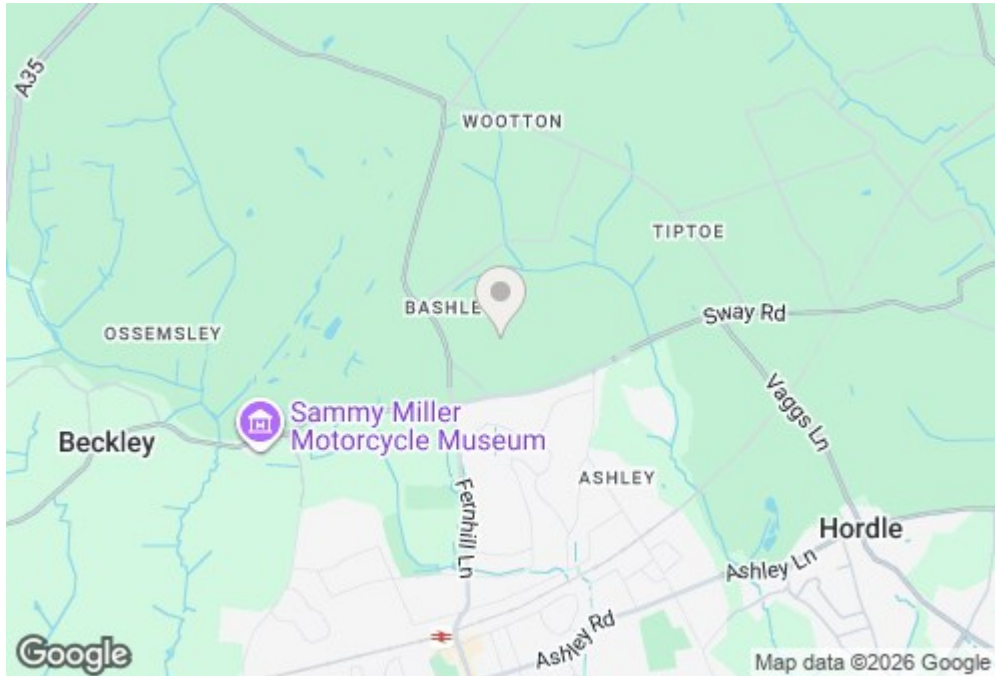 A35
WOOTTON
TIPTOE
BASHLE
Sway Rd
OSSEMSLEY
Vaggs Ln
Sammy Miller
Motorcycle Museum
Beckley
ASHLEY
Fernhill Ln
Hordle
Ashley Ln
Ashley Rd
Google
Map data ©2026 Google